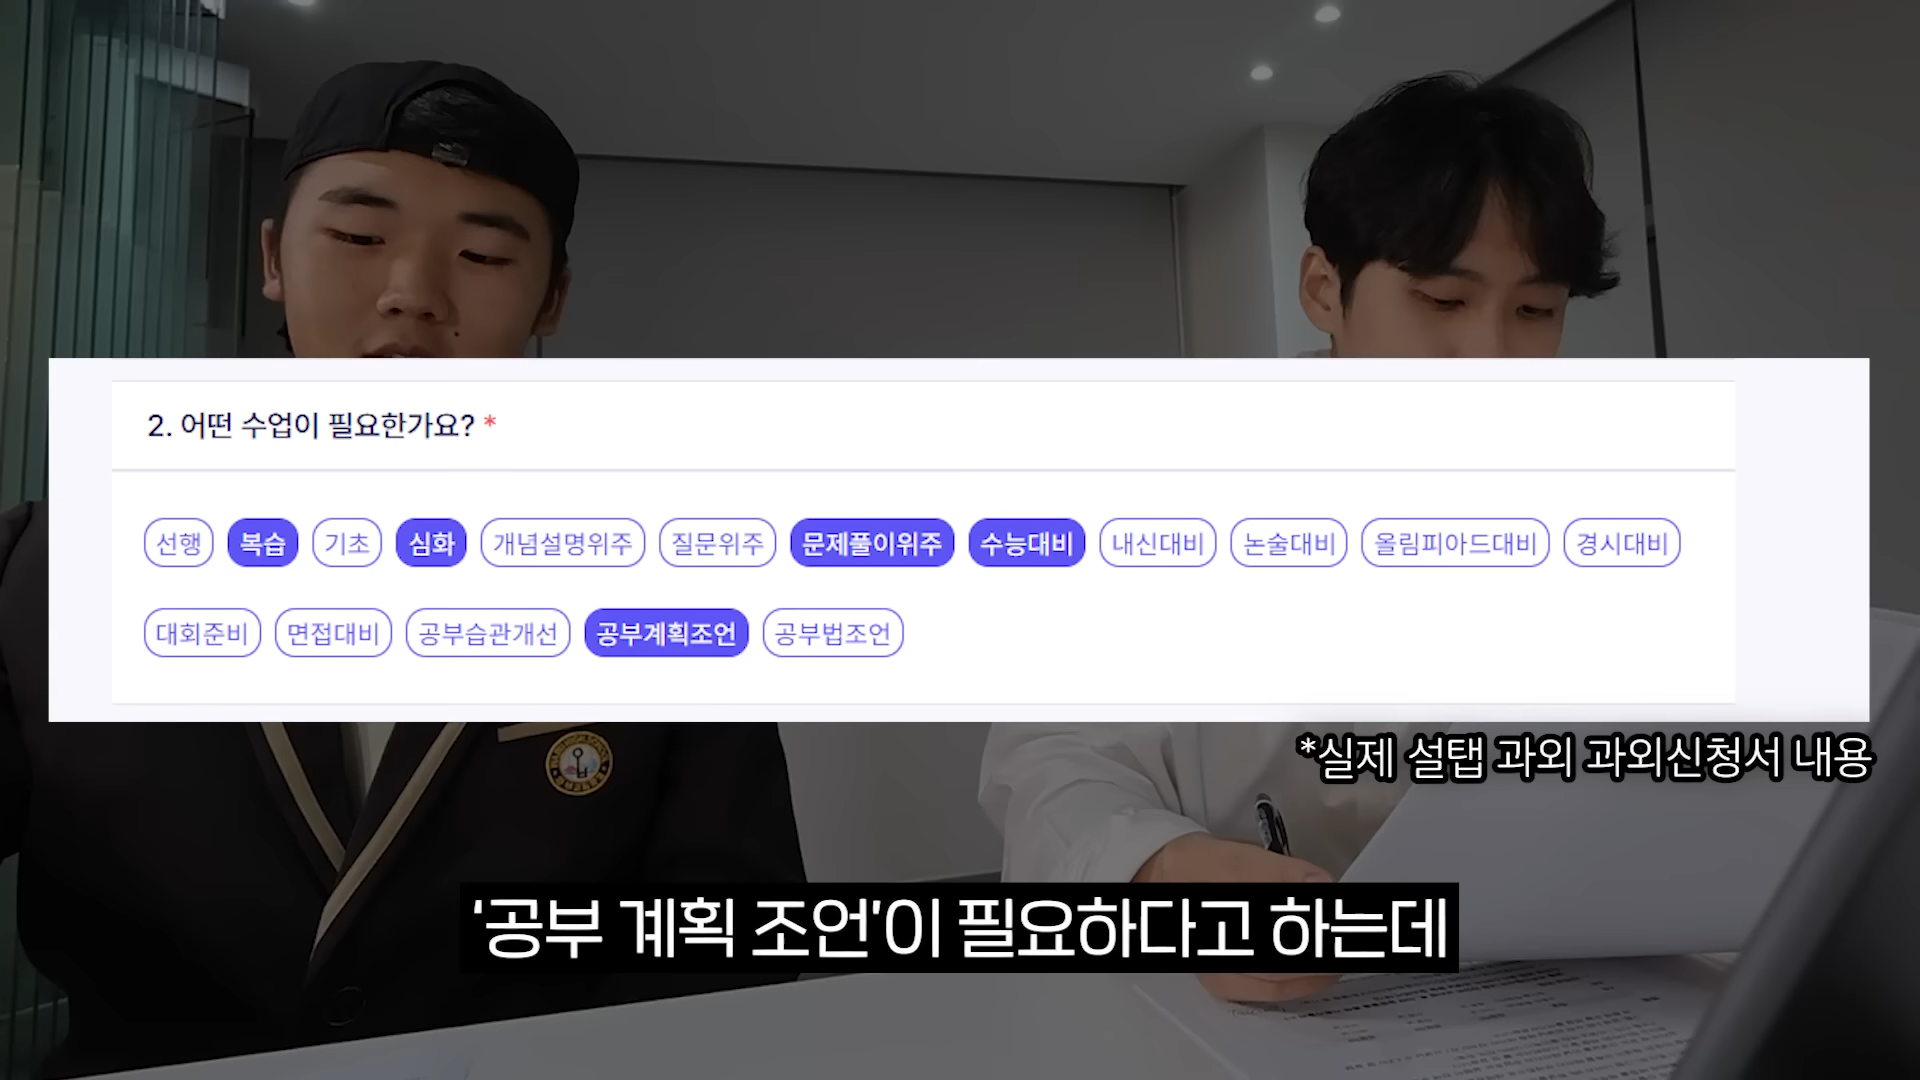 2. 어떤 수업이 필요한가요? *
선행 복습 기초 심화 개념설명위주 질문위주 문제풀이위주 수능대비 내신대비 논술대비 올림피아드대비 경시대비
대회준비 면접대비 공부습관개선 공부계획조언 공부법조언
*실제 설탭 과외 과외신청서 내용
‘공부 계획 조언’이 필요하다고 하는데